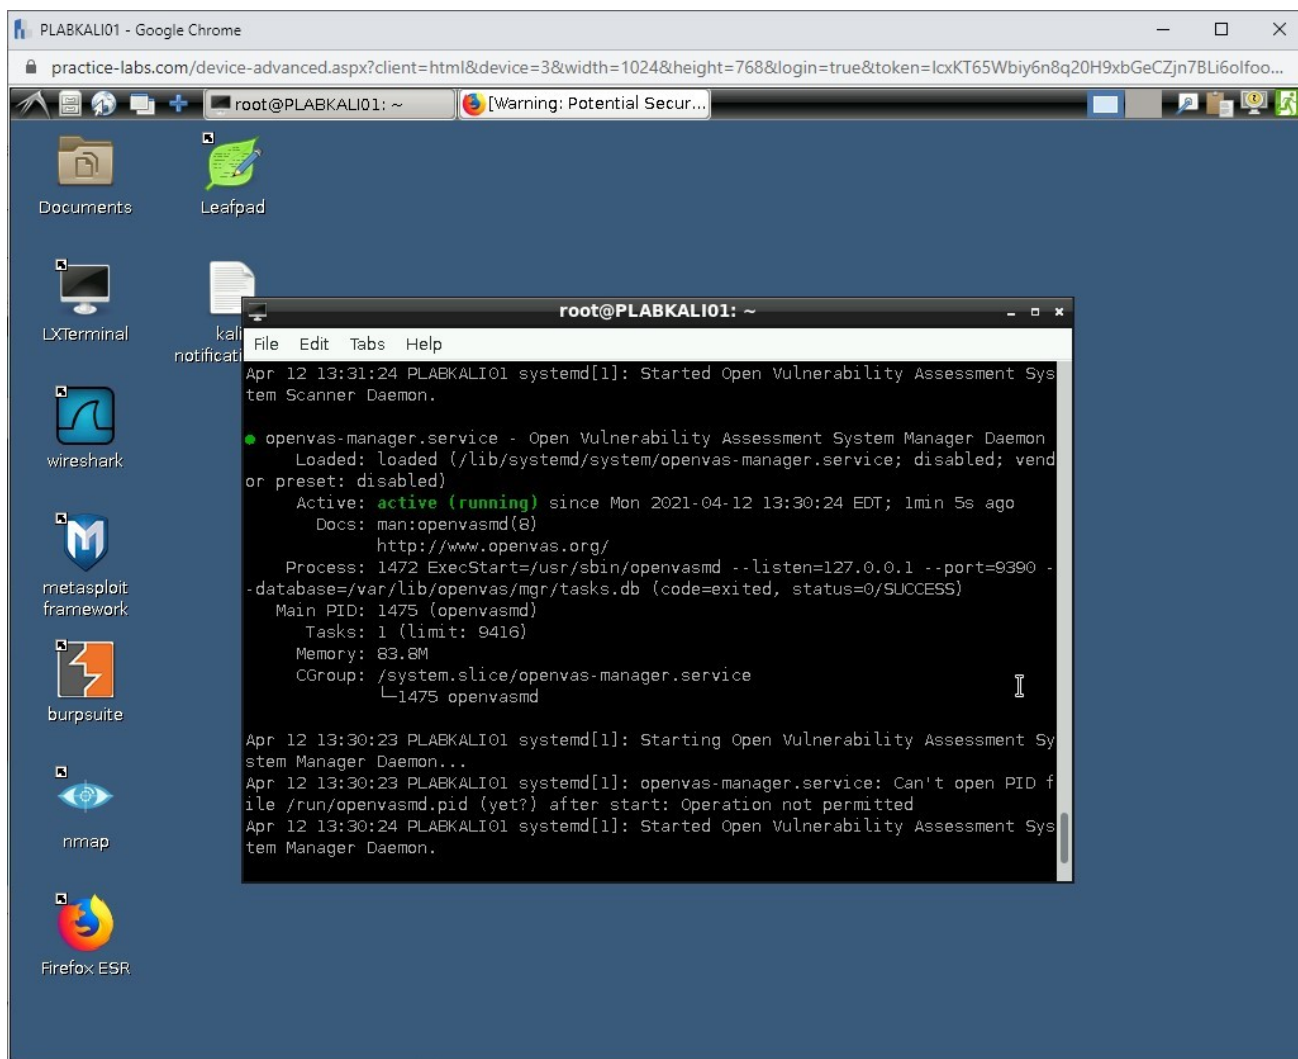 PLABKALI01 - Google Chrome
practice-labs.com/device-advanced.aspx?client=html&device=3&width=1024&height=768&login=true&token=IcxKT65Wbiy6n8q20H9xbGeCZjn7BLi6olfoo...
root@PLABKALI01: ~
[Warning: Potential Secur...
Documents
Leafpad
LXTerminal
kali
notificati
wireshark
metasploit
framework
burpsuite
nmap
Firefox ESR
root@PLABKALI01: ~
File Edit Tabs Help
Apr 12 13:31:24 PLABKALI01 systemd[1]: Started Open Vulnerability Assessment Sys
tem Scanner Daemon.
● openvas-manager.service - Open Vulnerability Assessment System Manager Daemon
Loaded: loaded (/lib/systemd/system/openvas-manager.service; disabled; vend
or preset: disabled)
Active: active (running) since Mon 2021-04-12 13:30:24 EDT; 1min 5s ago
Docs: man:openvasmd(8)
http://www.openvas.org/
Process: 1472 ExecStart=/usr/sbin/openvasmd --listen=127.0.0.1 --port=9390 -
-database=/var/lib/openvas/mgr/tasks.db (code=exited, status=0/SUCCESS)
Main PID: 1475 (openvasmd)
Tasks: 1 (limit: 9416)
Memory: 83.8M
CGroup: /system.slice/openvas-manager.service
└─1475 openvasmd
Apr 12 13:30:23 PLABKALI01 systemd[1]: Starting Open Vulnerability Assessment Sy
stem Manager Daemon...
Apr 12 13:30:23 PLABKALI01 systemd[1]: openvas-manager.service: Can't open PID f
ile /run/openvasmd.pid (yet?) after start: Operation not permitted
Apr 12 13:30:24 PLABKALI01 systemd[1]: Started Open Vulnerability Assessment Sys
tem Manager Daemon.